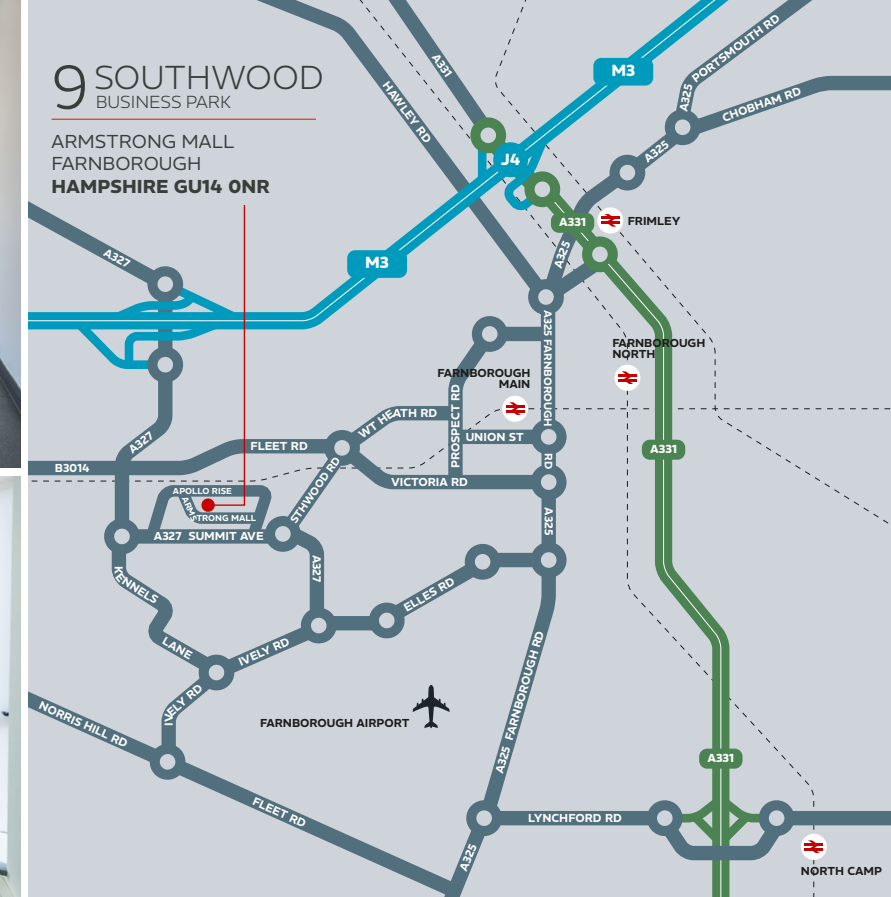 9 SOUTHWOOD
BUSINESS PARK
ARMSTRONG MALL
FARNBOROUGH
HAMPSHIRE GU14 0NR
A331
HAWLEY RD
M3
A325 PORTSMOUTH RD
CHOBHAM RD
A325
J4
A331
FRIMLEY
A325
A327
M3
A325 FARNBOROUGH RD
FARNBOROUGH
NORTH
FARNBOROUGH
MAIN
PROSPECT RD
WT HEATH RD
UNION ST
A327
FLEET RD
B3014
A331
VICTORIA RD
STHWOOD RD
APOLLO RISE
ARMSTRONG MALL
A327 SUMMIT AVE
A325
A327
KENNELS
LANE
ELLES RD
IVELY RD
IVELY RD
A325 FARNBOROUGH RD
NORRIS HILL RD
FARNBOROUGH AIRPORT
A331
FLEET RD
LYNCHFORD RD
A325
NORTH CAMP